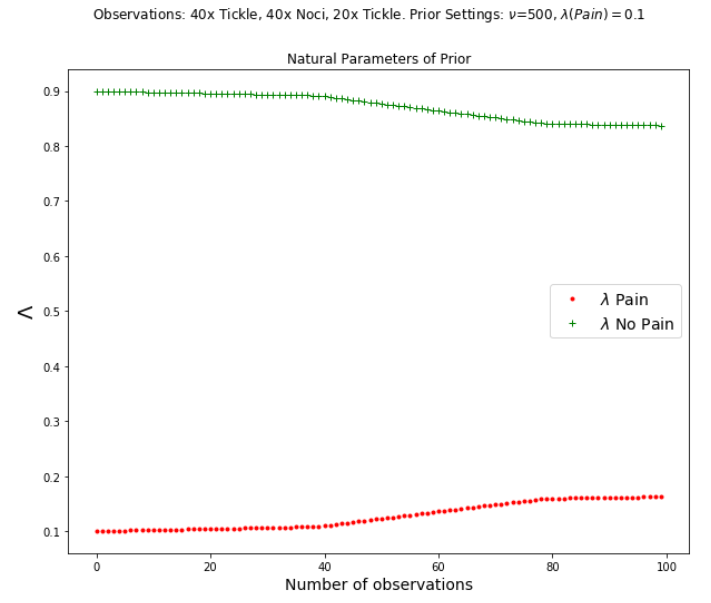 Observations: 40x Tickle, 40x Noci, 20x Tickle. Prior Settings: ν=500, λ(Pain) = 0.1
Natural Parameters of Prior
0.9
0.8
0.7
0.6
0.5
0.4
0.3
0.2
0.1
Λ
λ Pain
λ No Pain
0 20 40 60 80 100
Number of observations